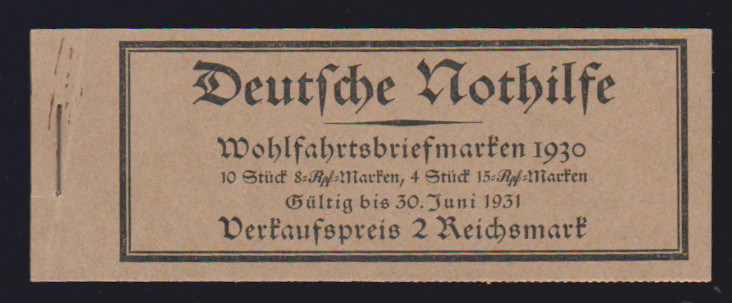 Deutsche Nothilfe
Wohlfahrtsbriefmarken 1930
10 Stück 8=Rpf=Marken, 4 Stück 15=Rpf=Marken
Gültig bis 30. Juni 1931
Verkaufspreis 2 Reichsmark